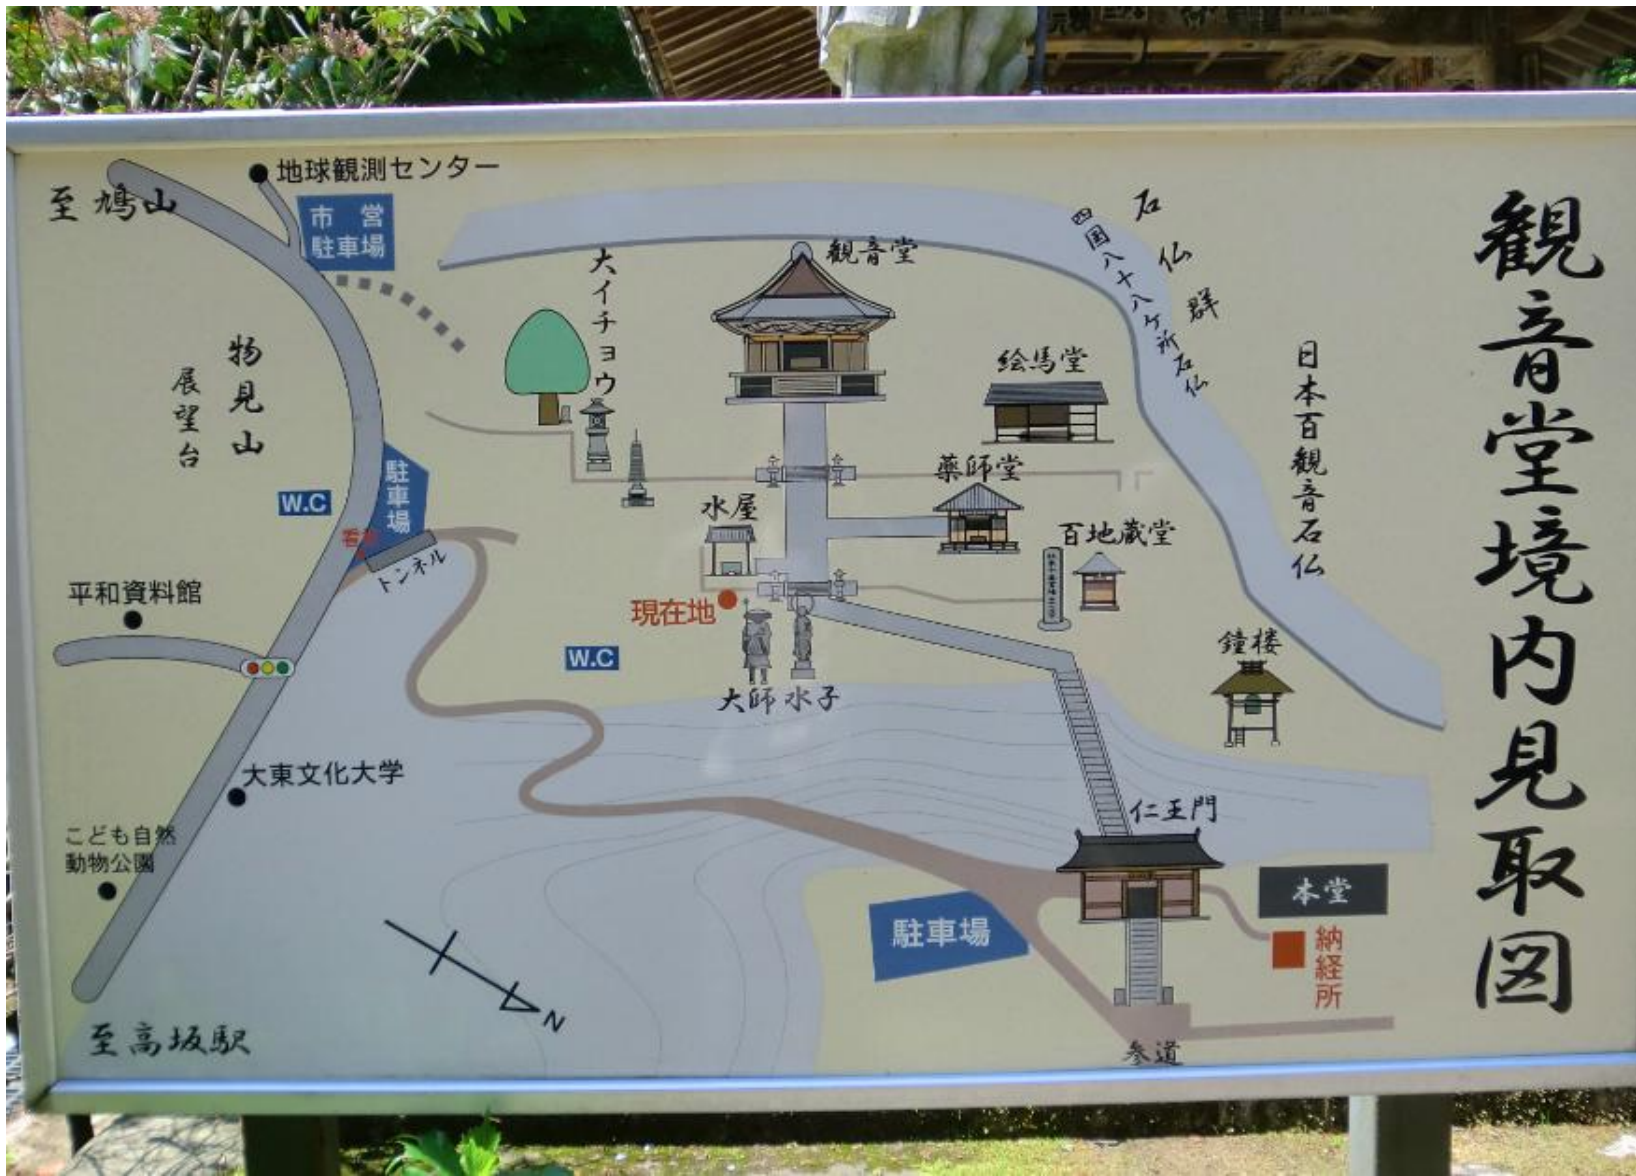 観音堂境内見取図
地球観測センター
至鳩山
市営
駐車場
物見山
展望台
W.C
駐車場
トンネル
平和資料館
大東文化大学
こども自然
動物公園
至高坂駅
大イチョウ
観音堂
石仏群
四国八十八ヶ所石仏
日本百観音石仏
絵馬堂
薬師堂
水屋
百地蔵堂
現在地
W.C
大師
水子
鐘楼
仁王門
駐車場
本堂
納経所
参道
N